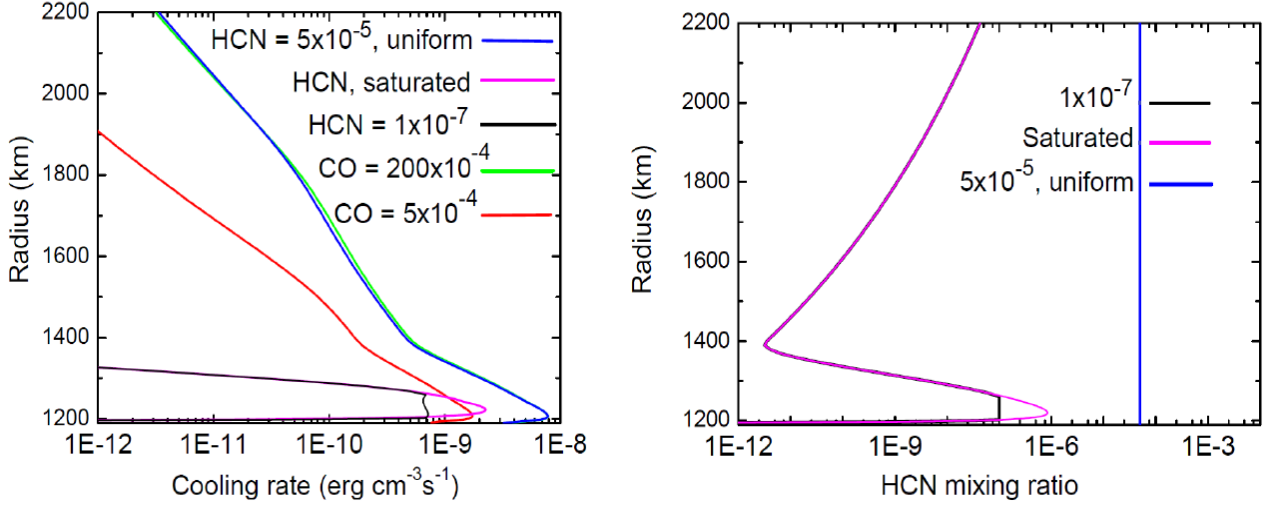 2200
2000
1800
1600
1400
1200
Radius (km)
HCN = 5x10⁻⁵, uniform
HCN, saturated
HCN = 1x10⁻⁷
CO = 200x10⁻⁴
CO = 5x10⁻⁴
1E-12
1E-11
1E-10
1E-9
1E-8
Cooling rate (erg cm⁻³s⁻¹)
2200
2000
1800
1600
1400
1200
Radius (km)
1x10⁻⁷
Saturated
5x10⁻⁵, uniform
1E-12
1E-9
1E-6
1E-3
HCN mixing ratio